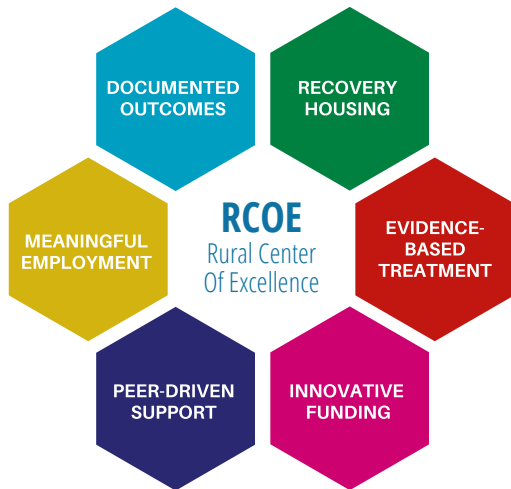 DOCUMENTED
OUTCOMES
RECOVERY
HOUSING
MEANINGFUL
EMPLOYMENT
RCOE
Rural Center
Of Excellence
EVIDENCE-
BASED
TREATMENT
PEER-DRIVEN
SUPPORT
INNOVATIVE
FUNDING